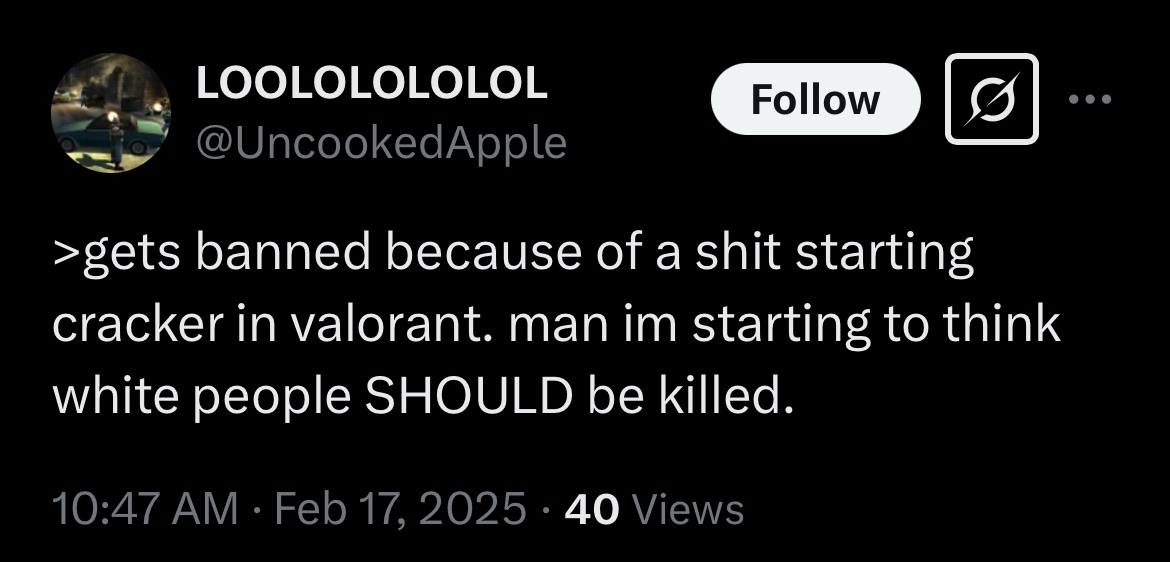 LOOLOLOLOLOL
Follow
@UncookedApple
>gets banned because of a shit starting
cracker in valorant. man im starting to think
white people SHOULD be killed.
10:47 AM · Feb 17, 2025 · 40 Views